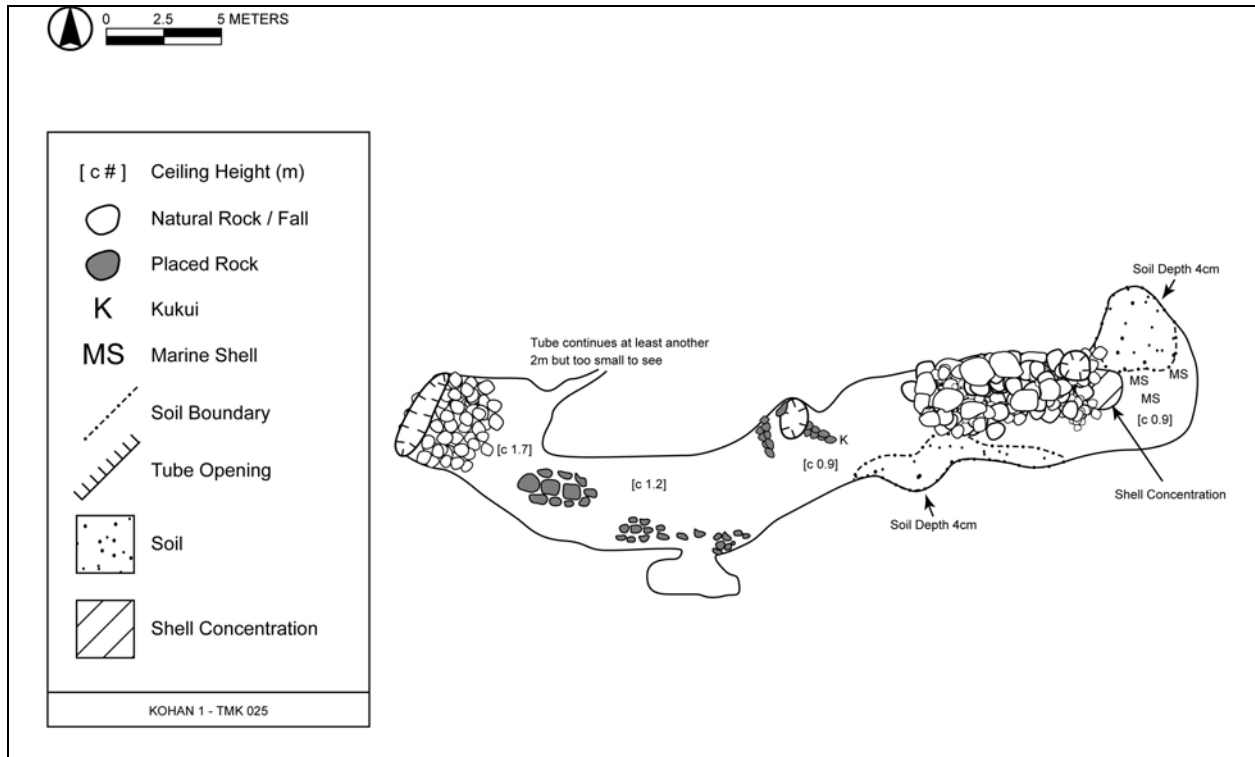 0 2.5 5 METERS
[ c # ] Ceiling Height (m)
Natural Rock / Fall
Placed Rock
K Kukui
MS Marine Shell
Soil Boundary
Tube Opening
Soil
Shell Concentration
KOHAN 1 - TMK 025
Soil Depth 4cm
Tube continues at least another
2m but too small to see
MS MS
MS
[c 0.9]
[c 1.7]
K
[c 0.9]
[c 1.2]
Shell Concentration
Soil Depth 4cm